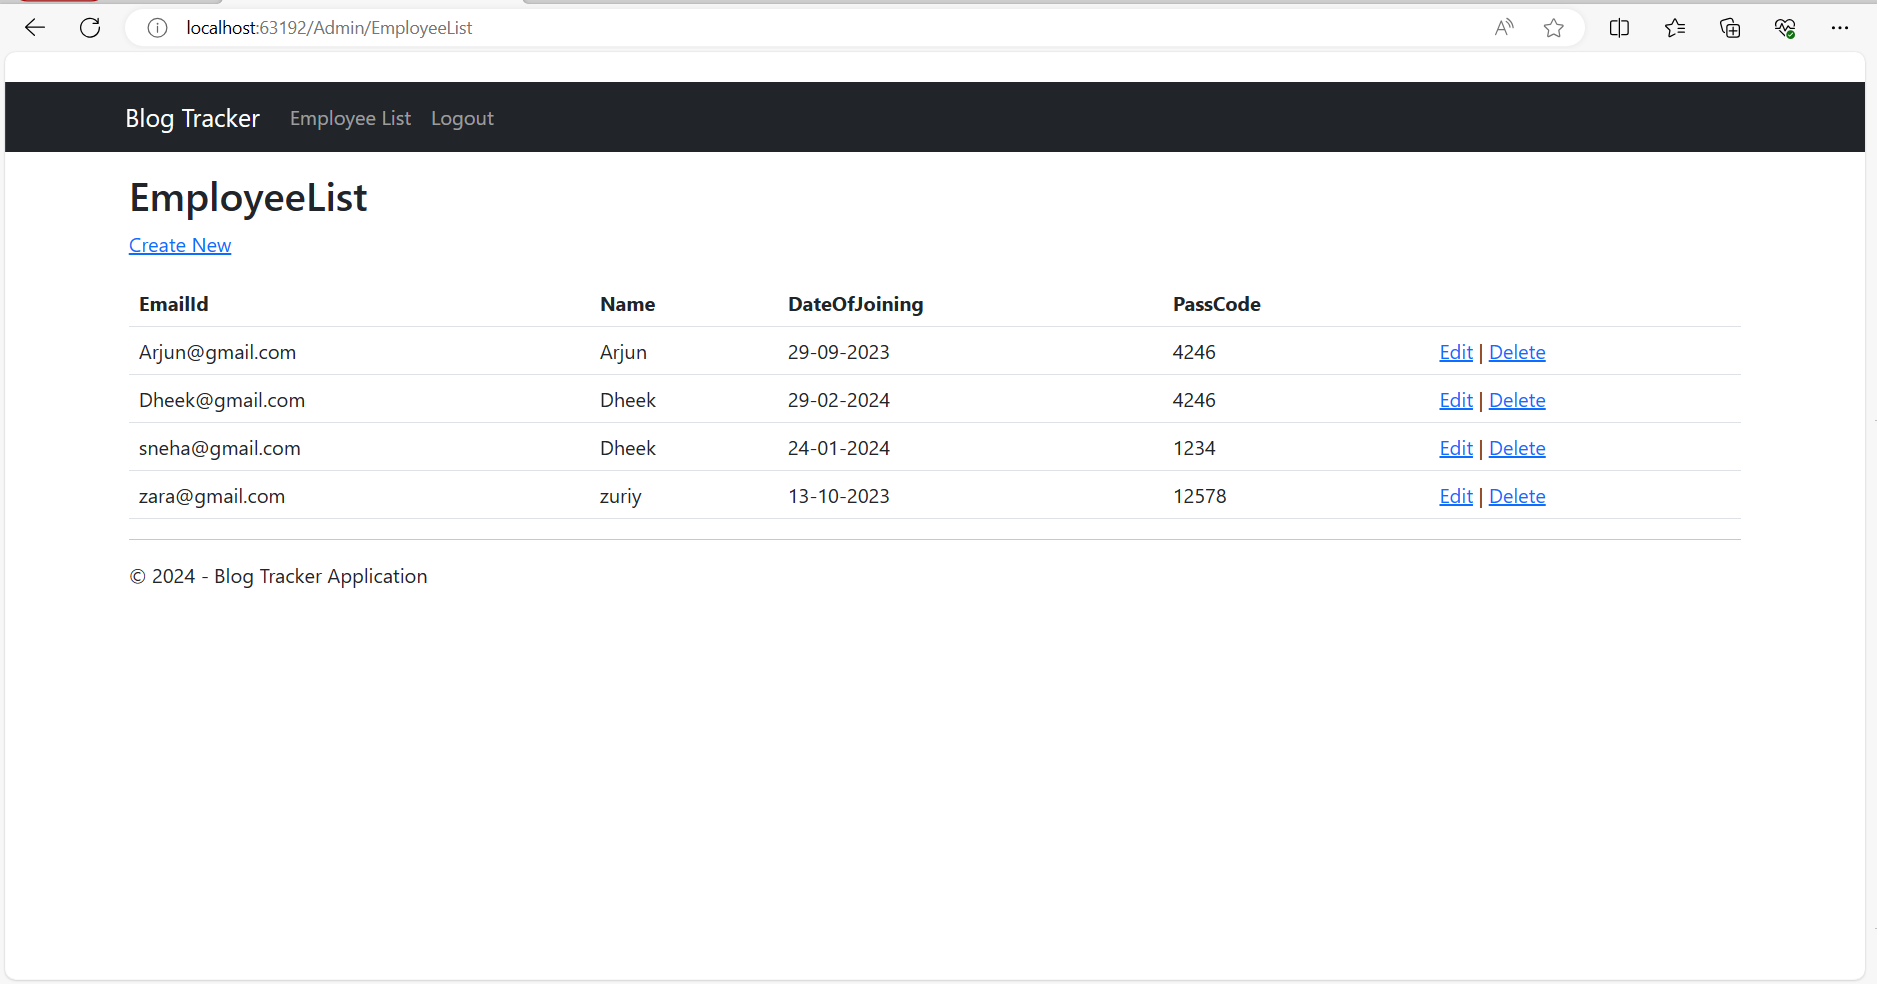 localhost:63192/Admin/EmployeeList
Blog Tracker Employee List Logout
EmployeeList
Create New
EmailId Name DateOfJoining PassCode
Arjun@gmail.com Arjun 29-09-2023 4246 Edit | Delete
Dheek@gmail.com Dheek 29-02-2024 4246 Edit | Delete
sneha@gmail.com Dheek 24-01-2024 1234 Edit | Delete
zara@gmail.com zuriy 13-10-2023 12578 Edit | Delete
© 2024 - Blog Tracker Application